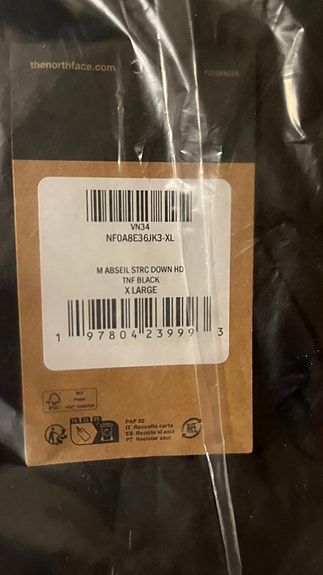 thenorthface.com
VN34
NF0A8E36JK3-XL
M ABSEIL STRC DOWN HD
TNF BLACK
X LARGE
1 97804 23999 3
FSC
PAP 22
IT Raccolta carta
ES Recicla el azul
PT Reciclar azul